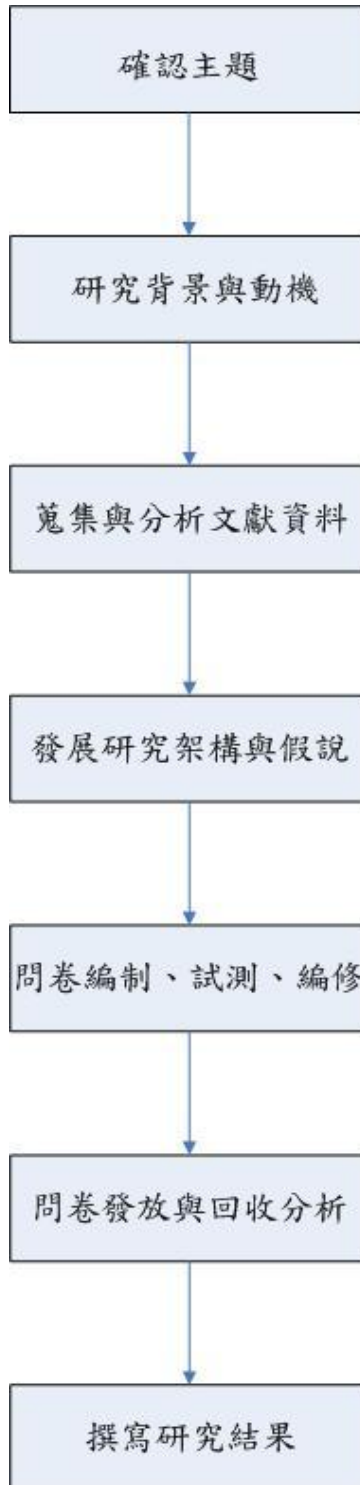 確認主題
研究背景與動機
蒐集與分析文獻資料
發展研究架構與假說
問卷編制、試測、編修
問卷發放與回收分析
撰寫研究結果